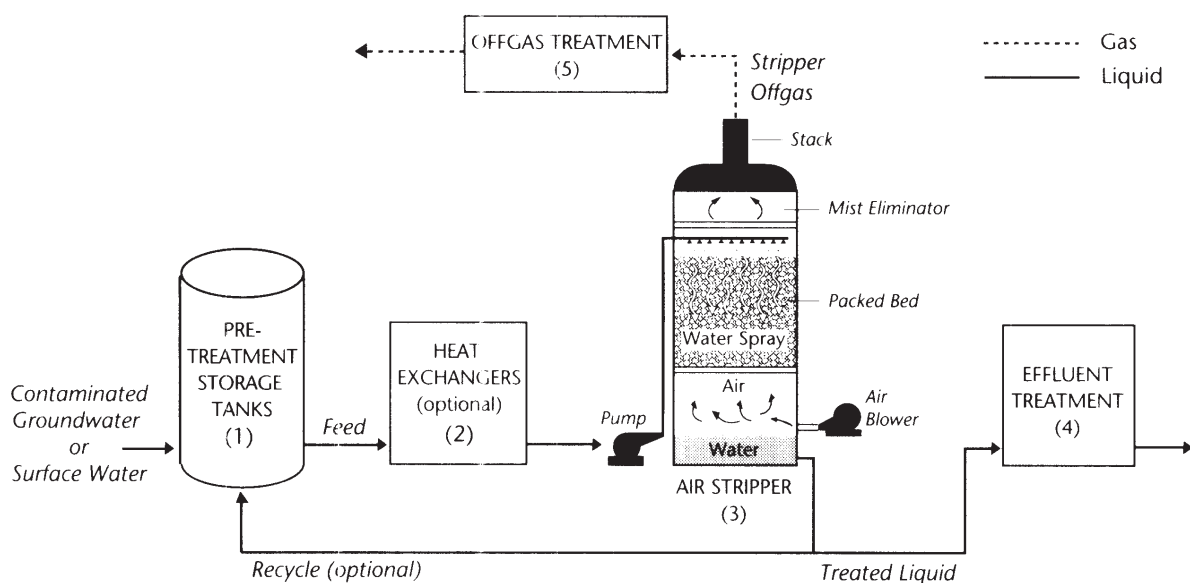 OFFGAS TREATMENT
(5)
Stripper
Offgas
Gas
Liquid
Stack
Mist Eliminator
Packed Bed
Water Spray
Air
Air
Blower
Water
AIR STRIPPER
(3)
PRE-
TREATMENT
STORAGE
TANKS
(1)
Contaminated
Groundwater
or
Surface Water
Feed
HEAT
EXCHANGERS
(optional)
(2)
Pump
EFFLUENT
TREATMENT
(4)
Recycle (optional)
Treated Liquid